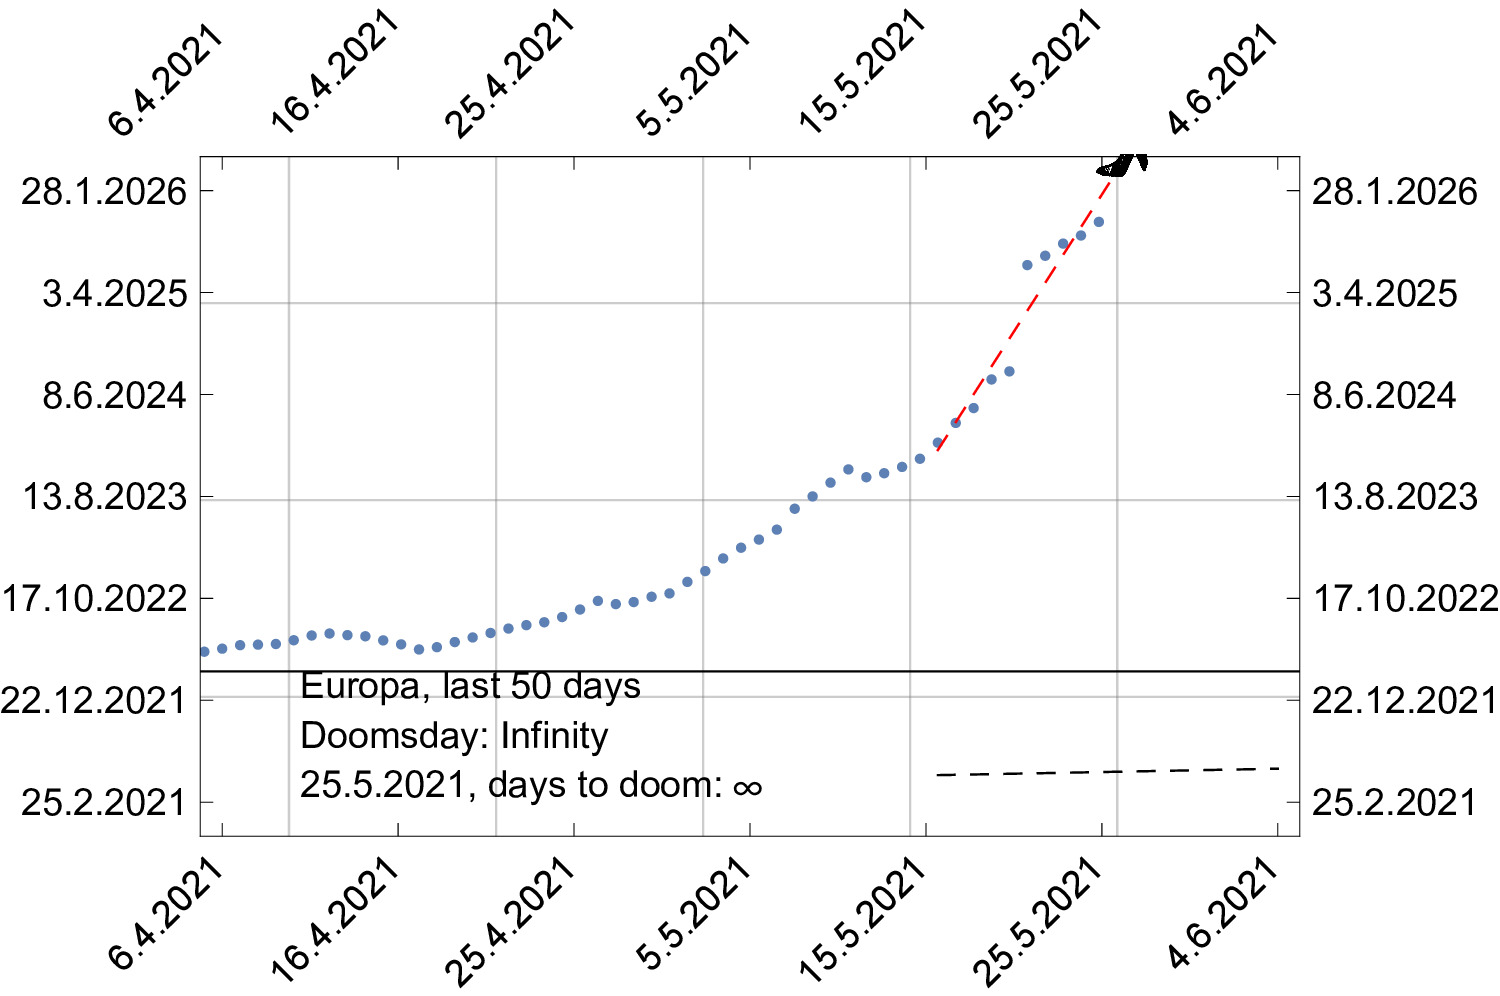 6.4.2021 16.4.2021 25.4.2021 5.5.2021 15.5.2021 25.5.2021 4.6.2021
28.1.2026 28.1.2026
3.4.2025 3.4.2025
8.6.2024 8.6.2024
13.8.2023 13.8.2023
17.10.2022 17.10.2022
Europa, last 50 days
22.12.2021 22.12.2021
Doomsday: Infinity
25.5.2021, days to doom: ∞
25.2.2021 25.2.2021
6.4.2021 16.4.2021 25.4.2021 5.5.2021 15.5.2021 25.5.2021 4.6.2021